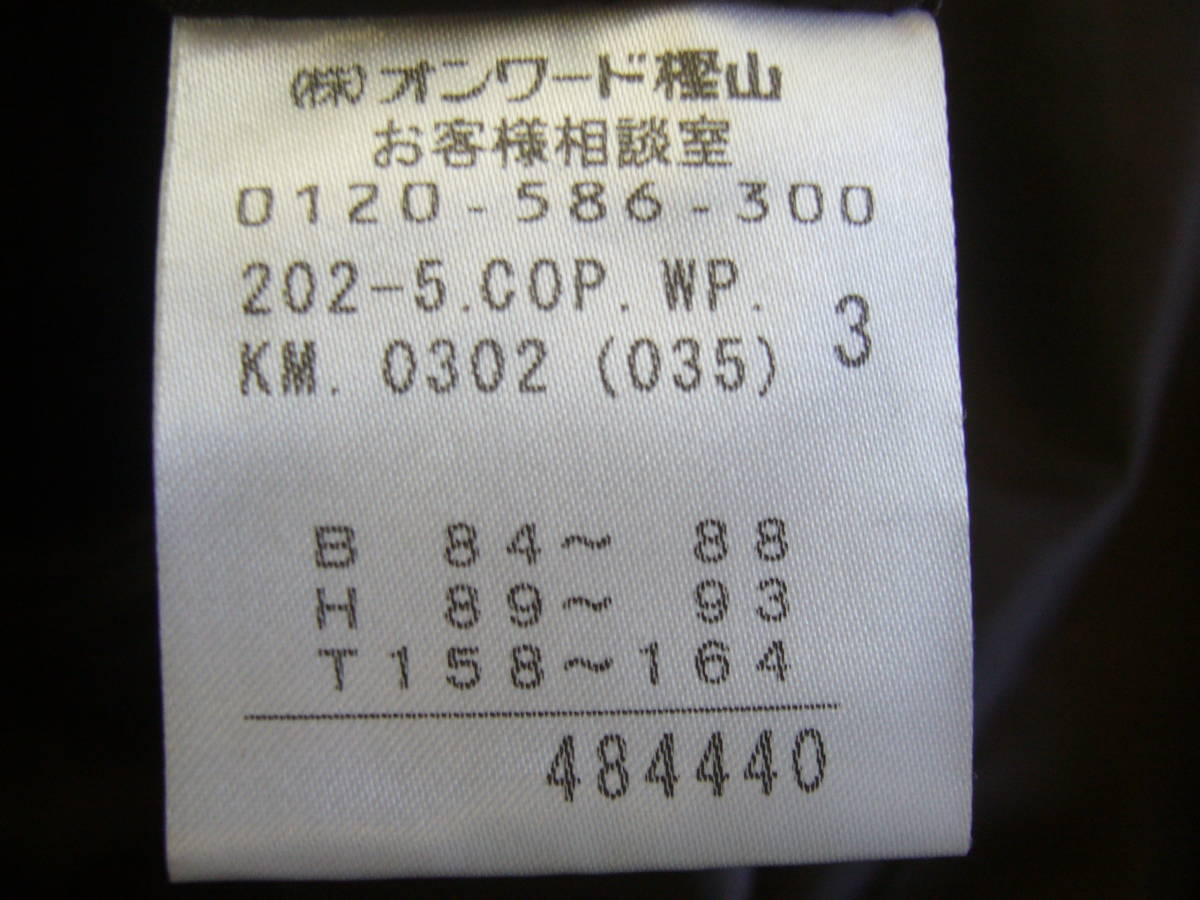 (株)オンワード樫山
お客様相談室
0120-586-300
202-5.COP.WP.
KM.0302(035) 3
B 84~ 88
H 89~ 93
T158~164
484440